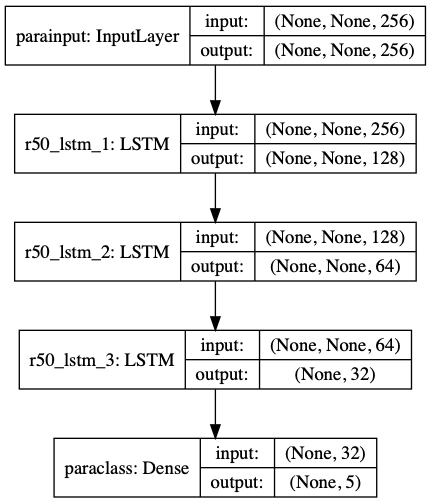 parainput: InputLayer
input: (None, None, 256)
output: (None, None, 256)
r50_lstm_1: LSTM
input: (None, None, 256)
output: (None, None, 128)
r50_lstm_2: LSTM
input: (None, None, 128)
output: (None, None, 64)
r50_lstm_3: LSTM
input: (None, None, 64)
output: (None, 32)
paraclass: Dense
input: (None, 32)
output: (None, 5)